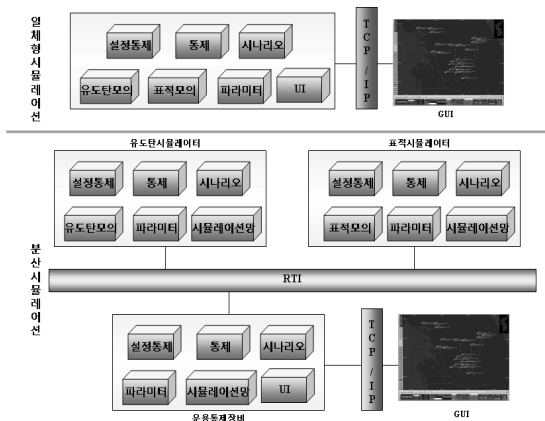 일체형시뮬레이션
설정통제 통제 시나리오
유도탄모의 표적모의 파라미터 UI
TCP/IP
GUI
분산시뮬레이션
유도탄시뮬레이터
설정통제 통제 시나리오
유도탄모의 파라미터 시뮬레이션망
표적시뮬레이터
설정통제 통제 시나리오
표적모의 파라미터 시뮬레이션망
RTI
설정통제 통제 시나리오
파라미터 시뮬레이션망 UI
운용통제장비
TCP/IP
GUI